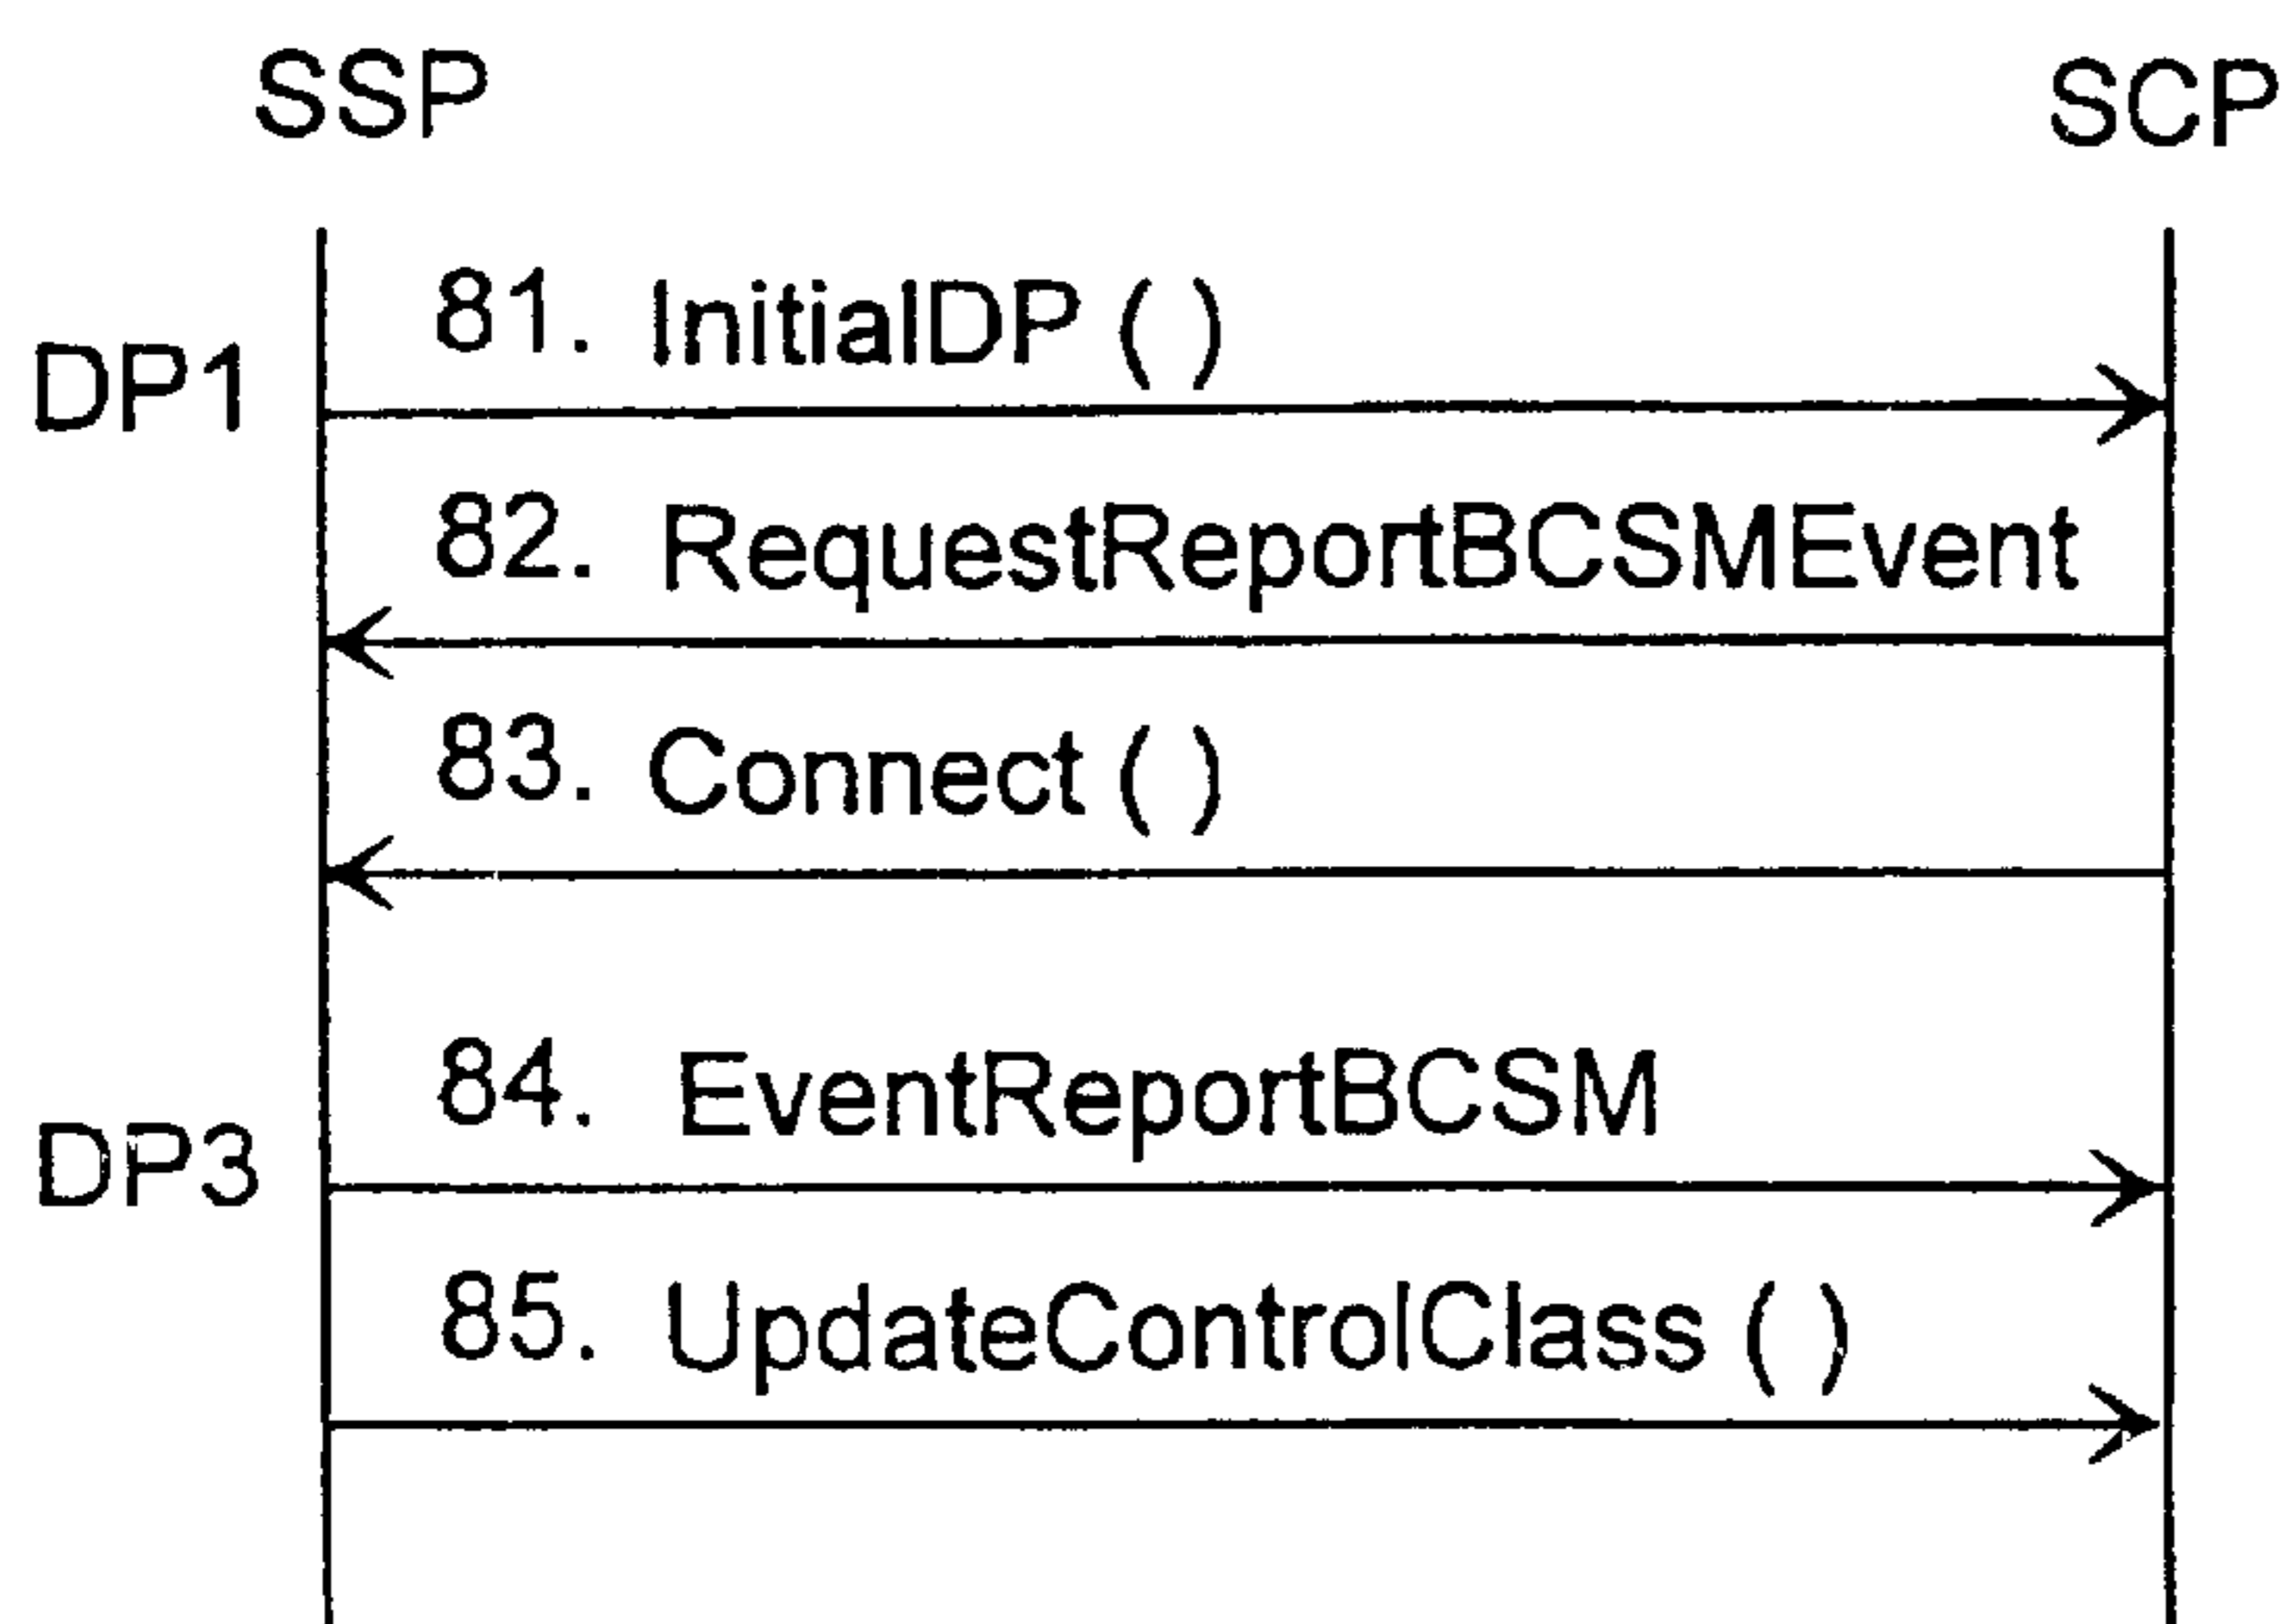 SSP SCP
81. InitialDP ( )
DP1
82. RequestReportBCSMEvent
83. Connect ( )
84. EventReportBCSM
DP3
85. UpdateControlClass ( )